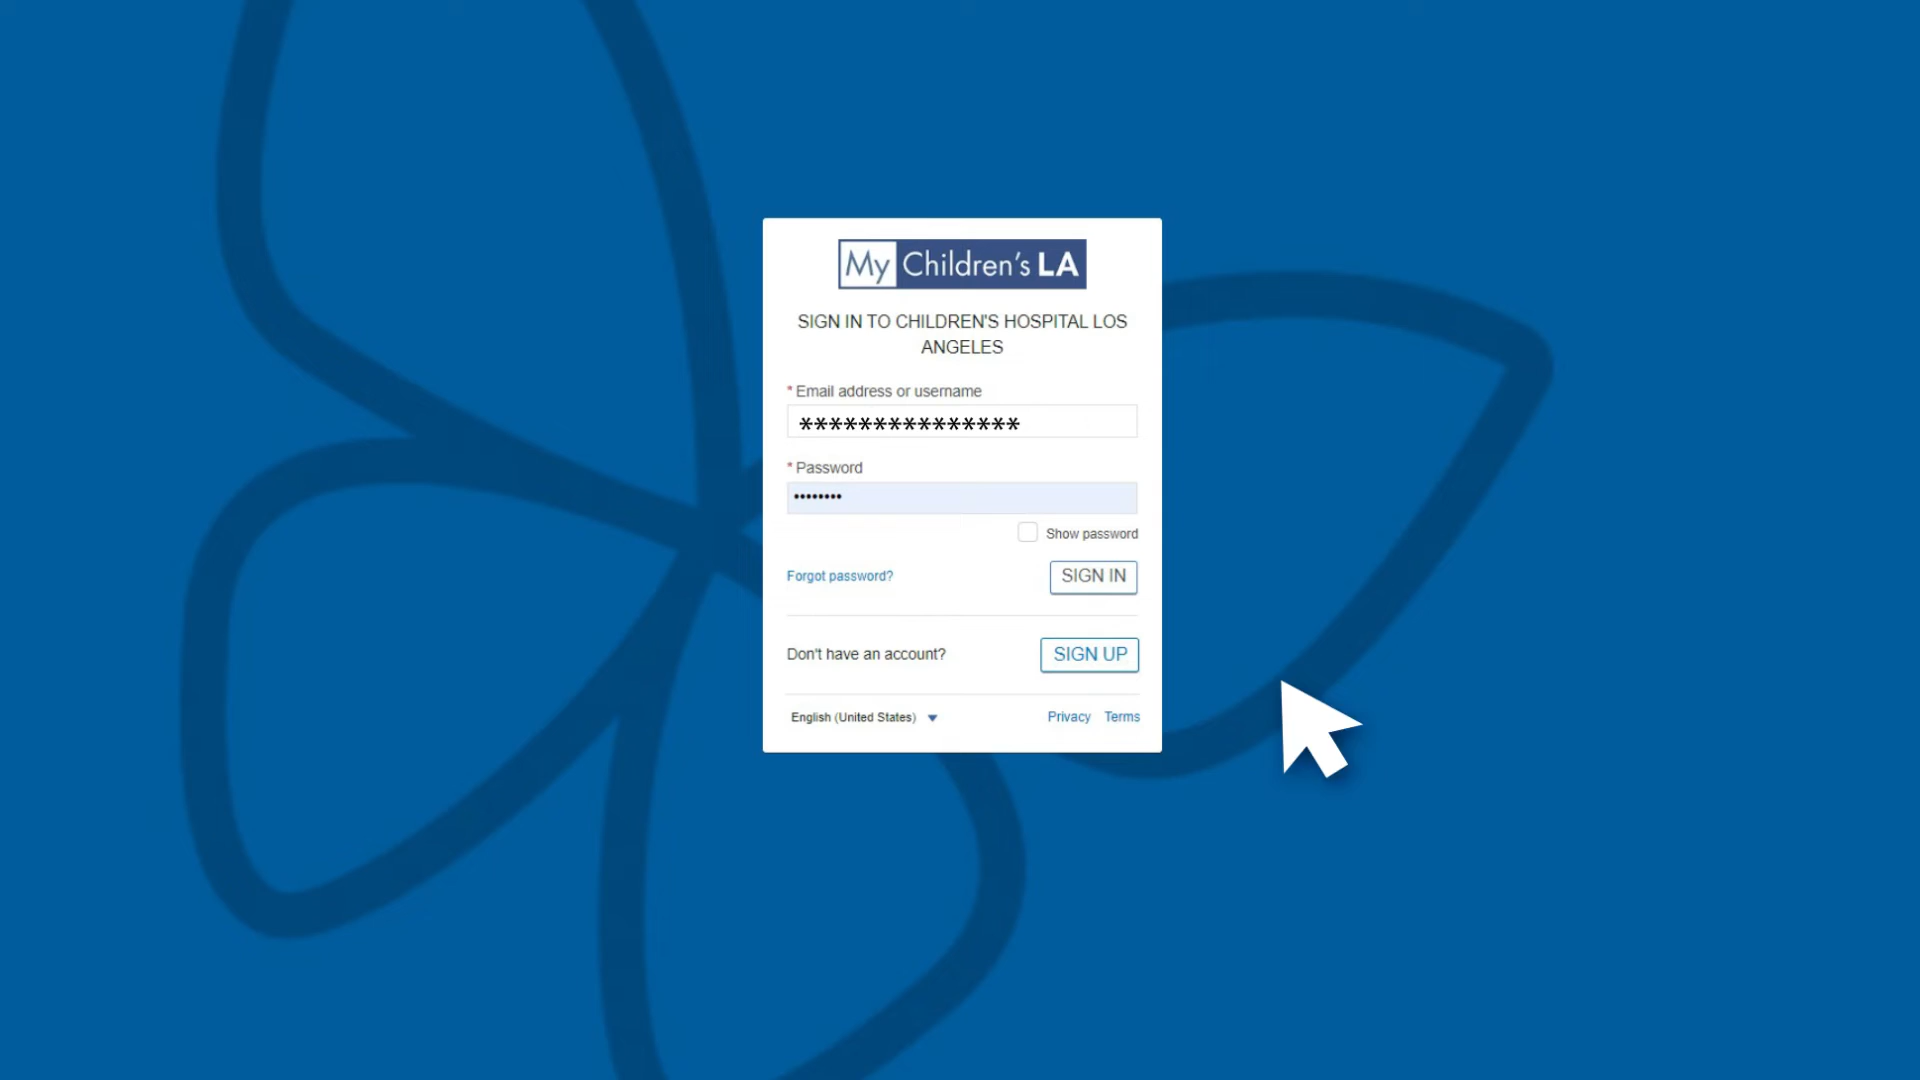 My Children's LA
SIGN IN TO CHILDREN'S HOSPITAL LOS
ANGELES
* Email address or username
***************
* Password
••••••••
Show password
Forgot password?
SIGN IN
Don't have an account?
SIGN UP
English (United States)
Privacy Terms